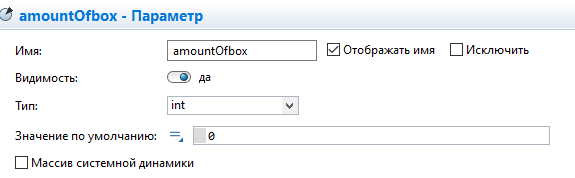 amountOfbox - Параметр
Имя: amountOfbox Отображать имя Исключить
Видимость: да
Тип: int
Значение по умолчанию: 0
Массив системной динамики